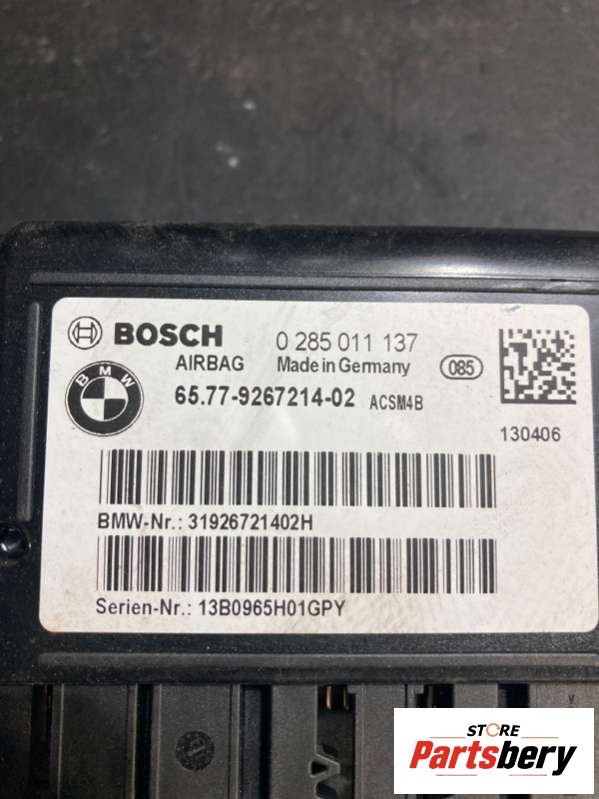 BOSCH 0 285 011 137
AIRBAG Made in Germany 085
BMW 65.77-9267214-02 ACSM4B
130406
BMW-Nr.: 31926721402H
Serien-Nr.: 13B0965H01GPY
STORE
Partsbery